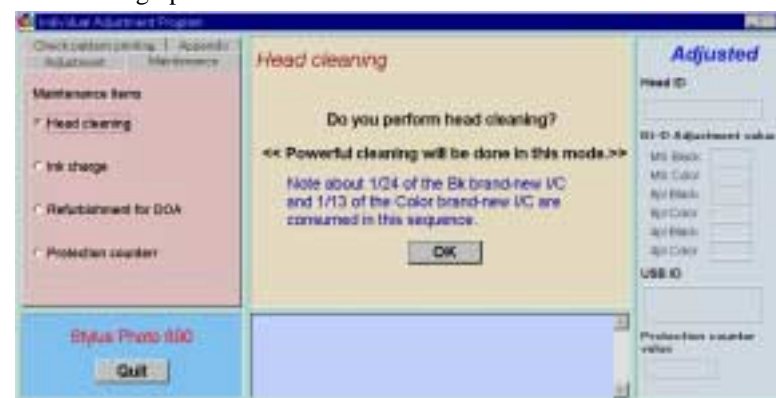 Individual Adjustment Program
Check pattern printing | Appendix
Adjustment Maintenance
Maintenance items
Head cleaning
Ink charge
Refurbishment for DOA
Protection counter
Stylus Photo
Quit
Head cleaning
Do you perform head cleaning?
<< Powerful cleaning will be done in this mode.>>
Note about 1/24 of the Bk brand-new I/C
and 1/13 of the Color brand-new I/C are
consumed in this sequence.
OK
Adjusted
Head ID
Bi-D Adjustment value
USB ID
Protection counter
value